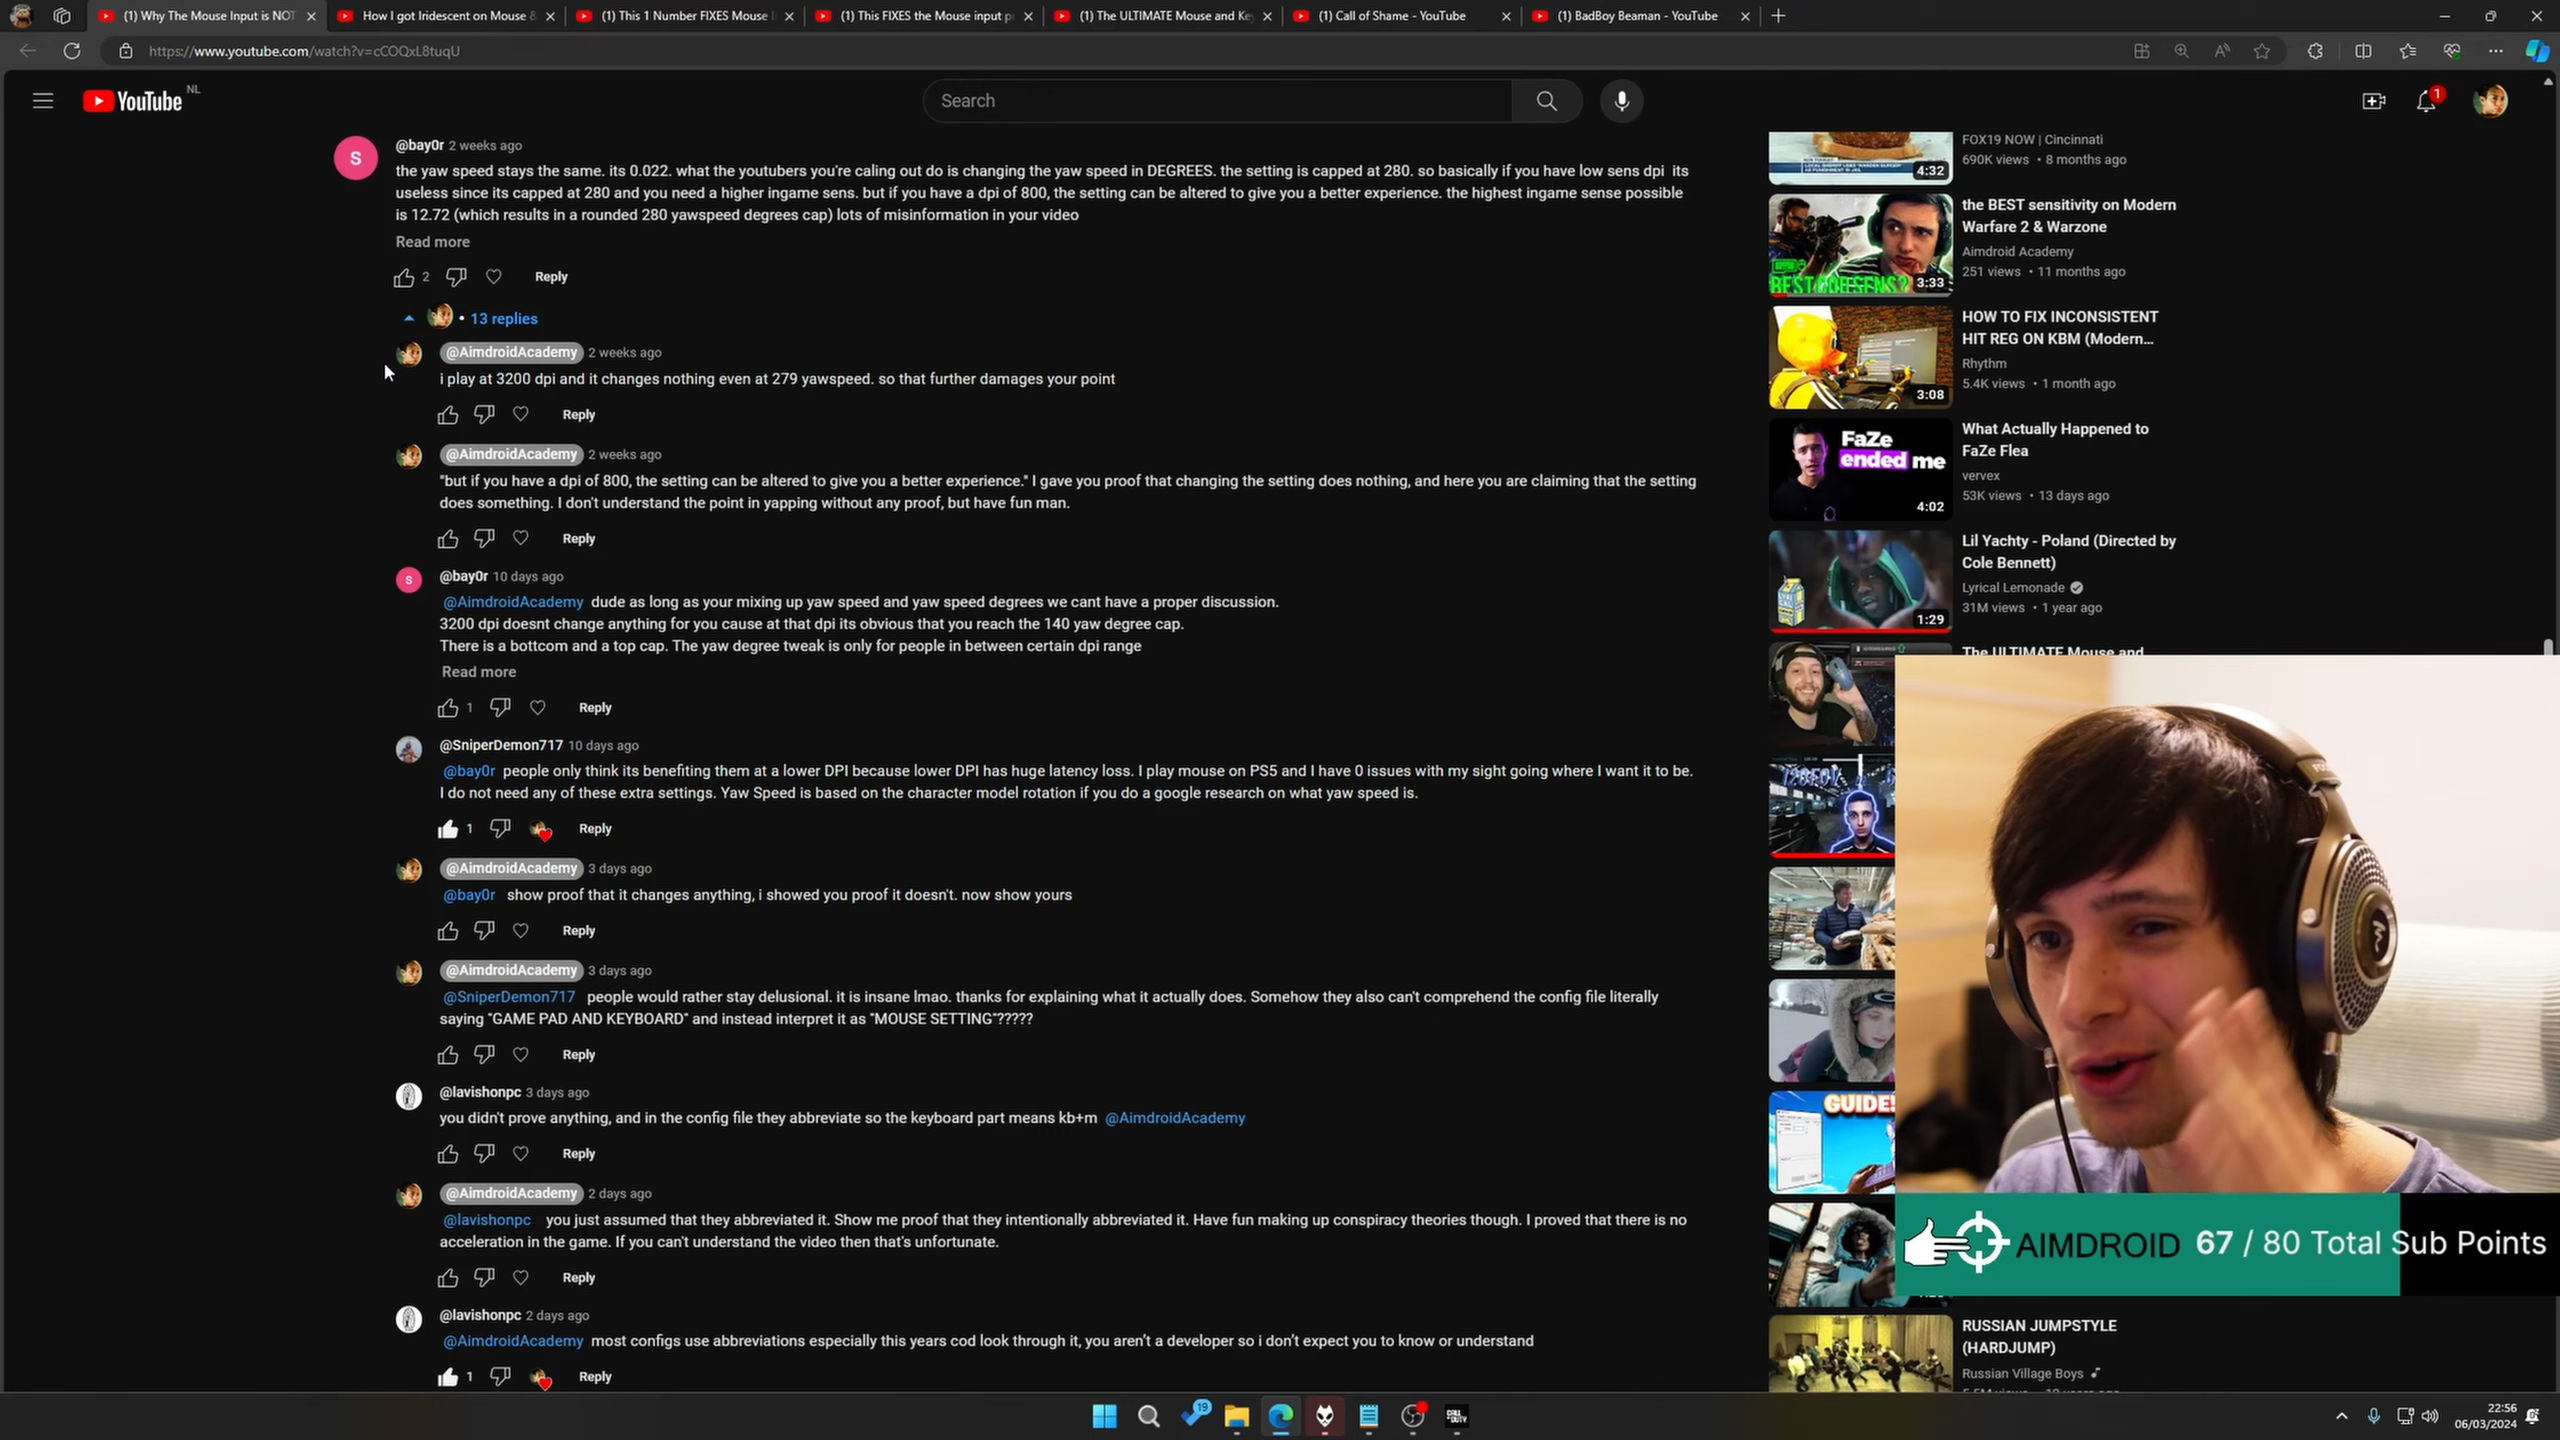 (1) Why The Mouse Input is NOT
How I got Iridescent on Mouse &
(1) This 1 Number FIXES Mouse
(1) This FIXES the Mouse input
(1) The ULTIMATE Mouse and Ke
(1) Call of Shame - YouTube
(1) BadBoy Beaman - YouTube
https://www.youtube.com/watch?v=cCOQxL8tuqU
YouTube NL
Search
1
@bay0r 2 weeks ago
S
the yaw speed stays the same. its 0.022. what the youtubers you're caling out do is changing the yaw speed in DEGREES. the setting is capped at 280. so basically if you have low sens dpi its
useless since its capped at 280 and you need a higher ingame sens. but if you have a dpi of 800, the setting can be altered to give you a better experience. the highest ingame sense possible
is 12.72 (which results in a rounded 280 yawspeed degrees cap) lots of misinformation in your video
Read more
2 Reply
• 13 replies
@AimdroidAcademy 2 weeks ago
i play at 3200 dpi and it changes nothing even at 279 yawspeed. so that further damages your point
Reply
@AimdroidAcademy 2 weeks ago
"but if you have a dpi of 800, the setting can be altered to give you a better experience." I gave you proof that changing the setting does nothing, and here you are claiming that the setting
does something. I don't understand the point in yapping without any proof, but have fun man.
Reply
S
@bay0r 10 days ago
@AimdroidAcademy dude as long as your mixing up yaw speed and yaw speed degrees we cant have a proper discussion.
3200 dpi doesnt change anything for you cause at that dpi its obvious that you reach the 140 yaw degree cap.
There is a bottcom and a top cap. The yaw degree tweak is only for people in between certain dpi range
Read more
1 Reply
@SniperDemon717 10 days ago
@bay0r people only think its benefiting them at a lower DPI because lower DPI has huge latency loss. I play mouse on PS5 and I have 0 issues with my sight going where I want it to be.
I do not need any of these extra settings. Yaw Speed is based on the character model rotation if you do a google research on what yaw speed is.
1 Reply
@AimdroidAcademy 3 days ago
@bay0r show proof that it changes anything, i showed you proof it doesn't. now show yours
Reply
@AimdroidAcademy 3 days ago
@SniperDemon717 people would rather stay delusional. it is insane lmao. thanks for explaining what it actually does. Somehow they also can't comprehend the config file literally
saying "GAME PAD AND KEYBOARD" and instead interpret it as "MOUSE SETTING"?????
Reply
@lavishonpc 3 days ago
you didn't prove anything, and in the config file they abbreviate so the keyboard part means kb+m @AimdroidAcademy
Reply
@AimdroidAcademy 2 days ago
@lavishonpc you just assumed that they abbreviated it. Show me proof that they intentionally abbreviated it. Have fun making up conspiracy theories though. I proved that there is no
acceleration in the game. If you can't understand the video then that's unfortunate.
Reply
@lavishonpc 2 days ago
@AimdroidAcademy most configs use abbreviations especially this years cod look through it, you aren't a developer so i don't expect you to know or understand
1 Reply
FOX19 NOW | Cincinnati
690K views • 8 months ago
4:32
the BEST sensitivity on Modern
Warfare 2 & Warzone
Aimdroid Academy
251 views • 11 months ago
BEST COD SENS?
3:33
HOW TO FIX INCONSISTENT
HIT REG ON KBM (Modern...
Rhythm
5.4K views • 1 month ago
3:08
What Actually Happened to
FaZe Flea
vervex
53K views • 13 days ago
FaZe
ended me
4:02
Lil Yachty - Poland (Directed by
Cole Bennett)
Lyrical Lemonade
31M views • 1 year ago
1:29
The ULTIMATE Mouse and
120FOV
GUIDE!
AIMDROID 67 / 80 Total Sub Points
RUSSIAN JUMPSTYLE
(HARDJUMP)
Russian Village Boys
19
CALL OF DUTY
22:56
06/03/2024